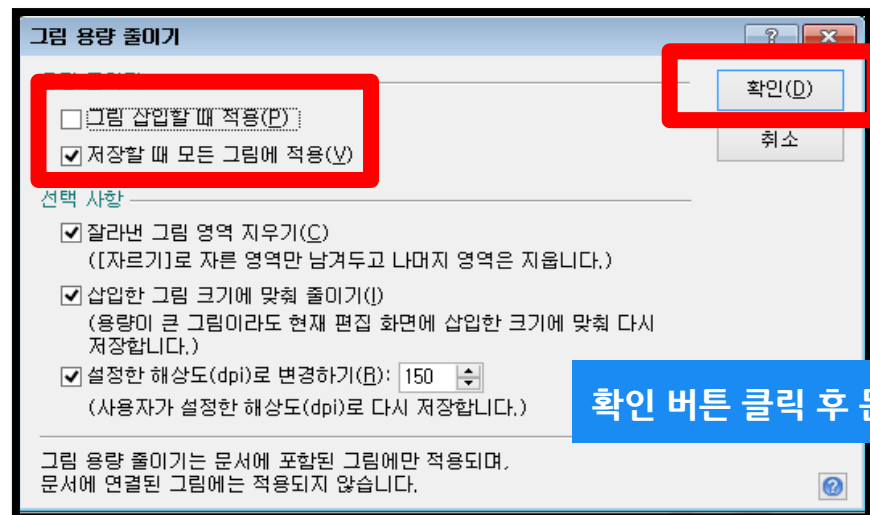 그림 용량 줄이기
확인(D)
그림 삽입할 때 적용(P)
저장할 때 모든 그림에 적용(V)
취소
선택 사항
잘라낸 그림 영역 지우기(C)
([자르기]로 자른 영역만 남겨두고 나머지 영역은 지웁니다.)
삽입한 그림 크기에 맞춰 줄이기(I)
(용량이 큰 그림이라도 현재 편집 화면에 삽입한 크기에 맞춰 다시
저장합니다.)
설정한 해상도(dpi)로 변경하기(R): 150
(사용자가 설정한 해상도(dpi)로 다시 저장합니다.)
확인 버튼 클릭 후
그림 용량 줄이기는 문서에 포함된 그림에만 적용되며,
문서에 연결된 그림에는 적용되지 않습니다.